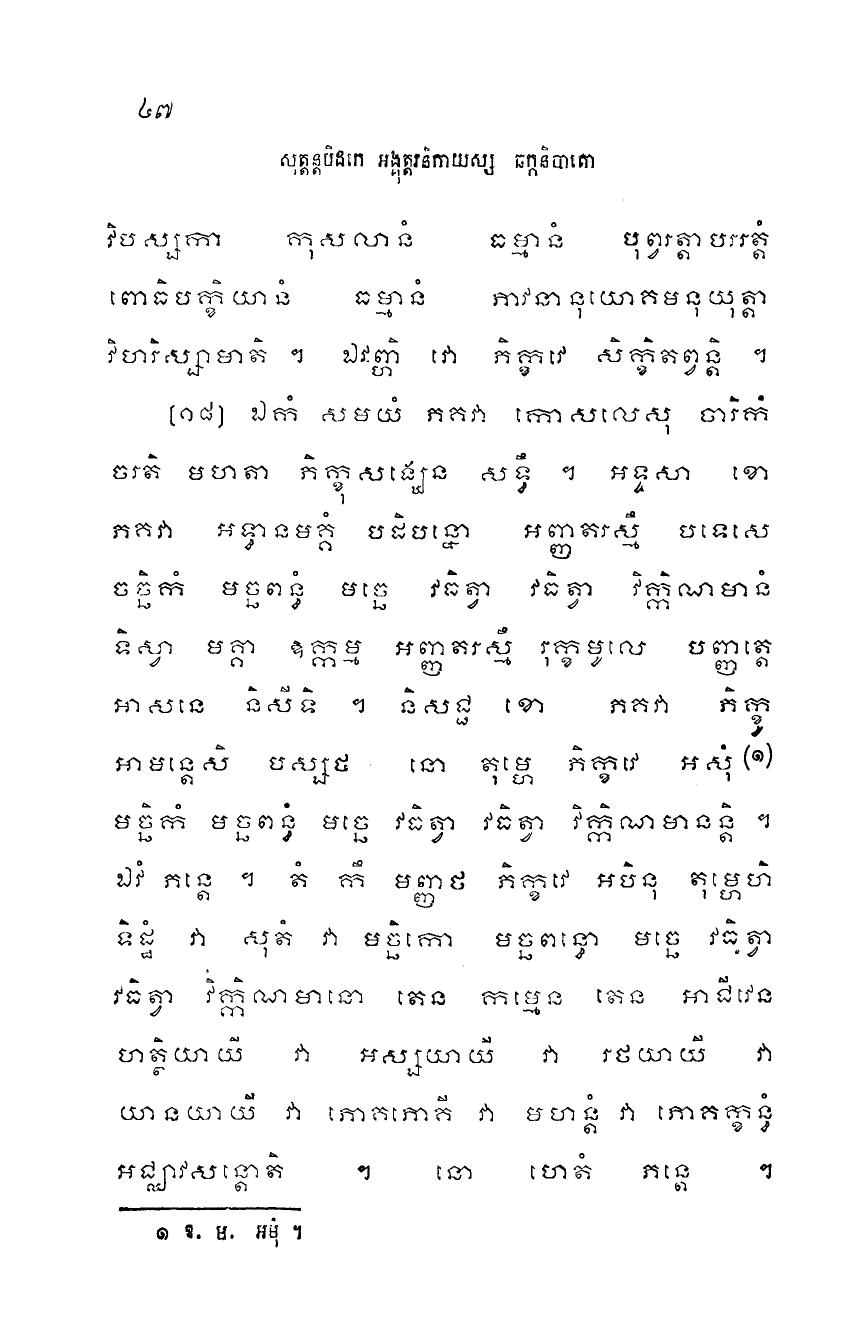 ៤៧
សុត្តន្តបិដកេ អង្គុត្តរនិកាយស្ស ឆក្កនិបាតោ
វិបស្សកា កុសលានំ ធម្មានំ បុព្វរត្តាបររត្តំ
ពោធិបក្ខិយានំ ធម្មានំ ភាវនានុយោគមនុយុត្តា
វិហរិស្សាមាតិ ។ ឯវញ្ហិ វោ ភិក្ខវេ សិក្ខិតព្វន្តិ ។
[១៨] ឯកំ សមយំ ភគវា កោសលេសុ ចារិកំ
ចរតិ មហតា ភិក្ខុសង្ឃេន សទ្ធឹ ។ អទ្ទសា ខោ
ភគវា អទ្ធានមគ្គំ បដិបន្នោ អញ្ញតរស្មឹ បទេសេ
ចច្ឆិកំ មច្ឆពន្ធំ មច្ឆេ វធិត្វា វធិត្វា វិក្កិណមានំ
ទិស្វា មគ្គា ឧក្កម្ម អញ្ញតរស្មឹ រុក្ខមូលេ បញ្ញត្តេ
អាសនេ និសីទិ ។ និសជ្ជ ខោ ភគវា ភិក្ខូ
អាមន្តេសិ បស្សថ នោ តុម្ហេ ភិក្ខវេ អសុំ (១)
មច្ឆិកំ មច្ឆពន្ធំ មច្ឆេ វធិត្វា វធិត្វា វិក្កិណមានន្តិ ។
ឯវំ ភន្តេ ។ តំ កឹ មញ្ញថ ភិក្ខវេ អបិនុ តុម្ហេហិ
ទិដ្ឋំ វា សុតំ វា មច្ឆិកោ មច្ឆពន្ធោ មច្ឆេ វធិត្វា
វធិត្វា វិក្កិណមានោ តេន កម្មេន តេន អាជីវេន
ហត្ថិយាយី វា អស្សយាយី វា រថយាយី វា
យានយាយី វា ភោគភោគី វា មហន្តំ វា ភោគក្ខន្ធំ
អជ្ឈាវសន្តោតិ ។ នោ ហេតំ ភន្តេ ។
១ ឱ. ម. អមុំ ។